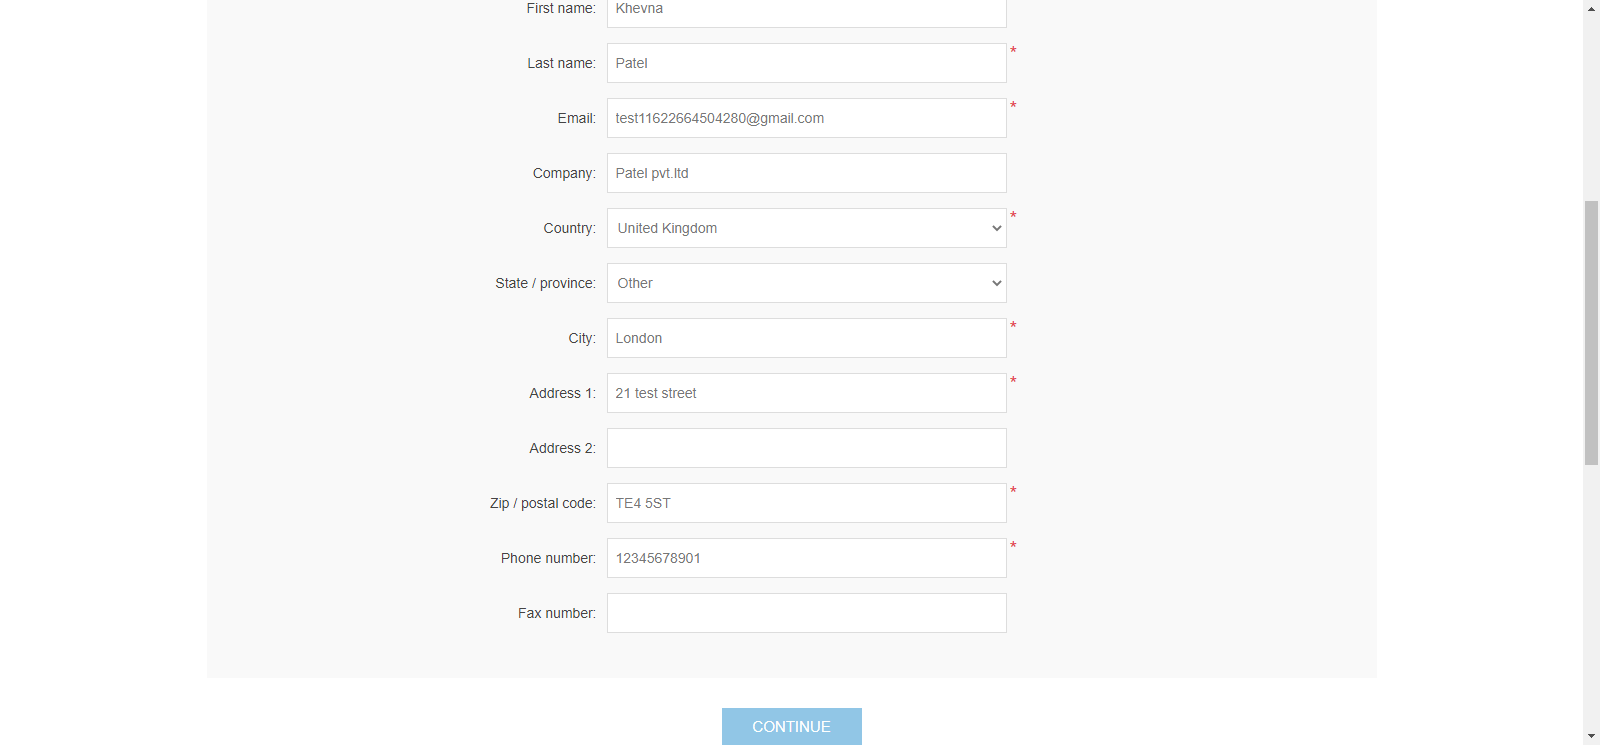 First name: Khevna
Last name: Patel *
Email: test11622664504280@gmail.com *
Company: Patel pvt.ltd
Country: United Kingdom *
State / province: Other
City: London *
Address 1: 21 test street *
Address 2:
Zip / postal code: TE4 5ST *
Phone number: 12345678901 *
Fax number:
CONTINUE